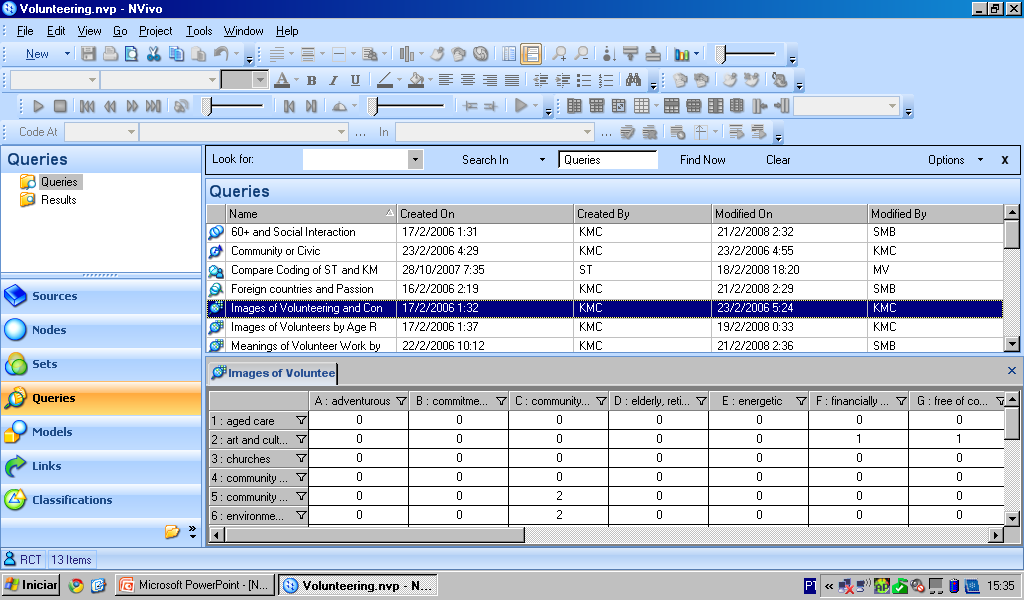 Volunteering.nvp - NVivo
File Edit View Go Project Tools Window Help
New
A B I U
Code At ... In ...
Queries
Queries
Results
Sources
Nodes
Sets
Queries
Models
Links
Classifications
Look for: Search In Queries Find Now Clear Options x
Queries
Name Created On Created By Modified On Modified By
60+ and Social Interaction 17/2/2006 1:31 KMC 21/2/2008 2:32 SMB
Community or Civic 23/2/2006 4:29 KMC 23/2/2006 4:55 KMC
Compare Coding of ST and KM 28/10/2007 7:35 ST 18/2/2008 18:20 MV
Foreign countries and Passion 16/2/2006 2:19 KMC 21/2/2008 2:29 SMB
Images of Volunteering and Con 17/2/2006 1:32 KMC 23/2/2006 5:24 KMC
Images of Volunteers by Age R 17/2/2006 1:37 KMC 19/2/2008 0:33 KMC
Meanings of Volunteer Work by 22/2/2006 10:12 KMC 21/2/2008 2:36 SMB
Images of Voluntee
A : adventurous B : commitme... C : community... D : elderly, reti... E : energetic F : financially ... G : free of co...
1 : aged care 0 0 0 0 0 0 0
2 : art and cult... 0 0 0 0 0 1 1
3 : churches 0 0 0 0 0 0 0
4 : community ... 0 0 0 0 0 0 0
5 : community ... 0 0 2 0 0 0 0
6 : environme... 0 0 2 0 0 0 0
RCT 13 Items
Iniciar Microsoft PowerPoint - [N... Volunteering.nvp - N... PT 15:35